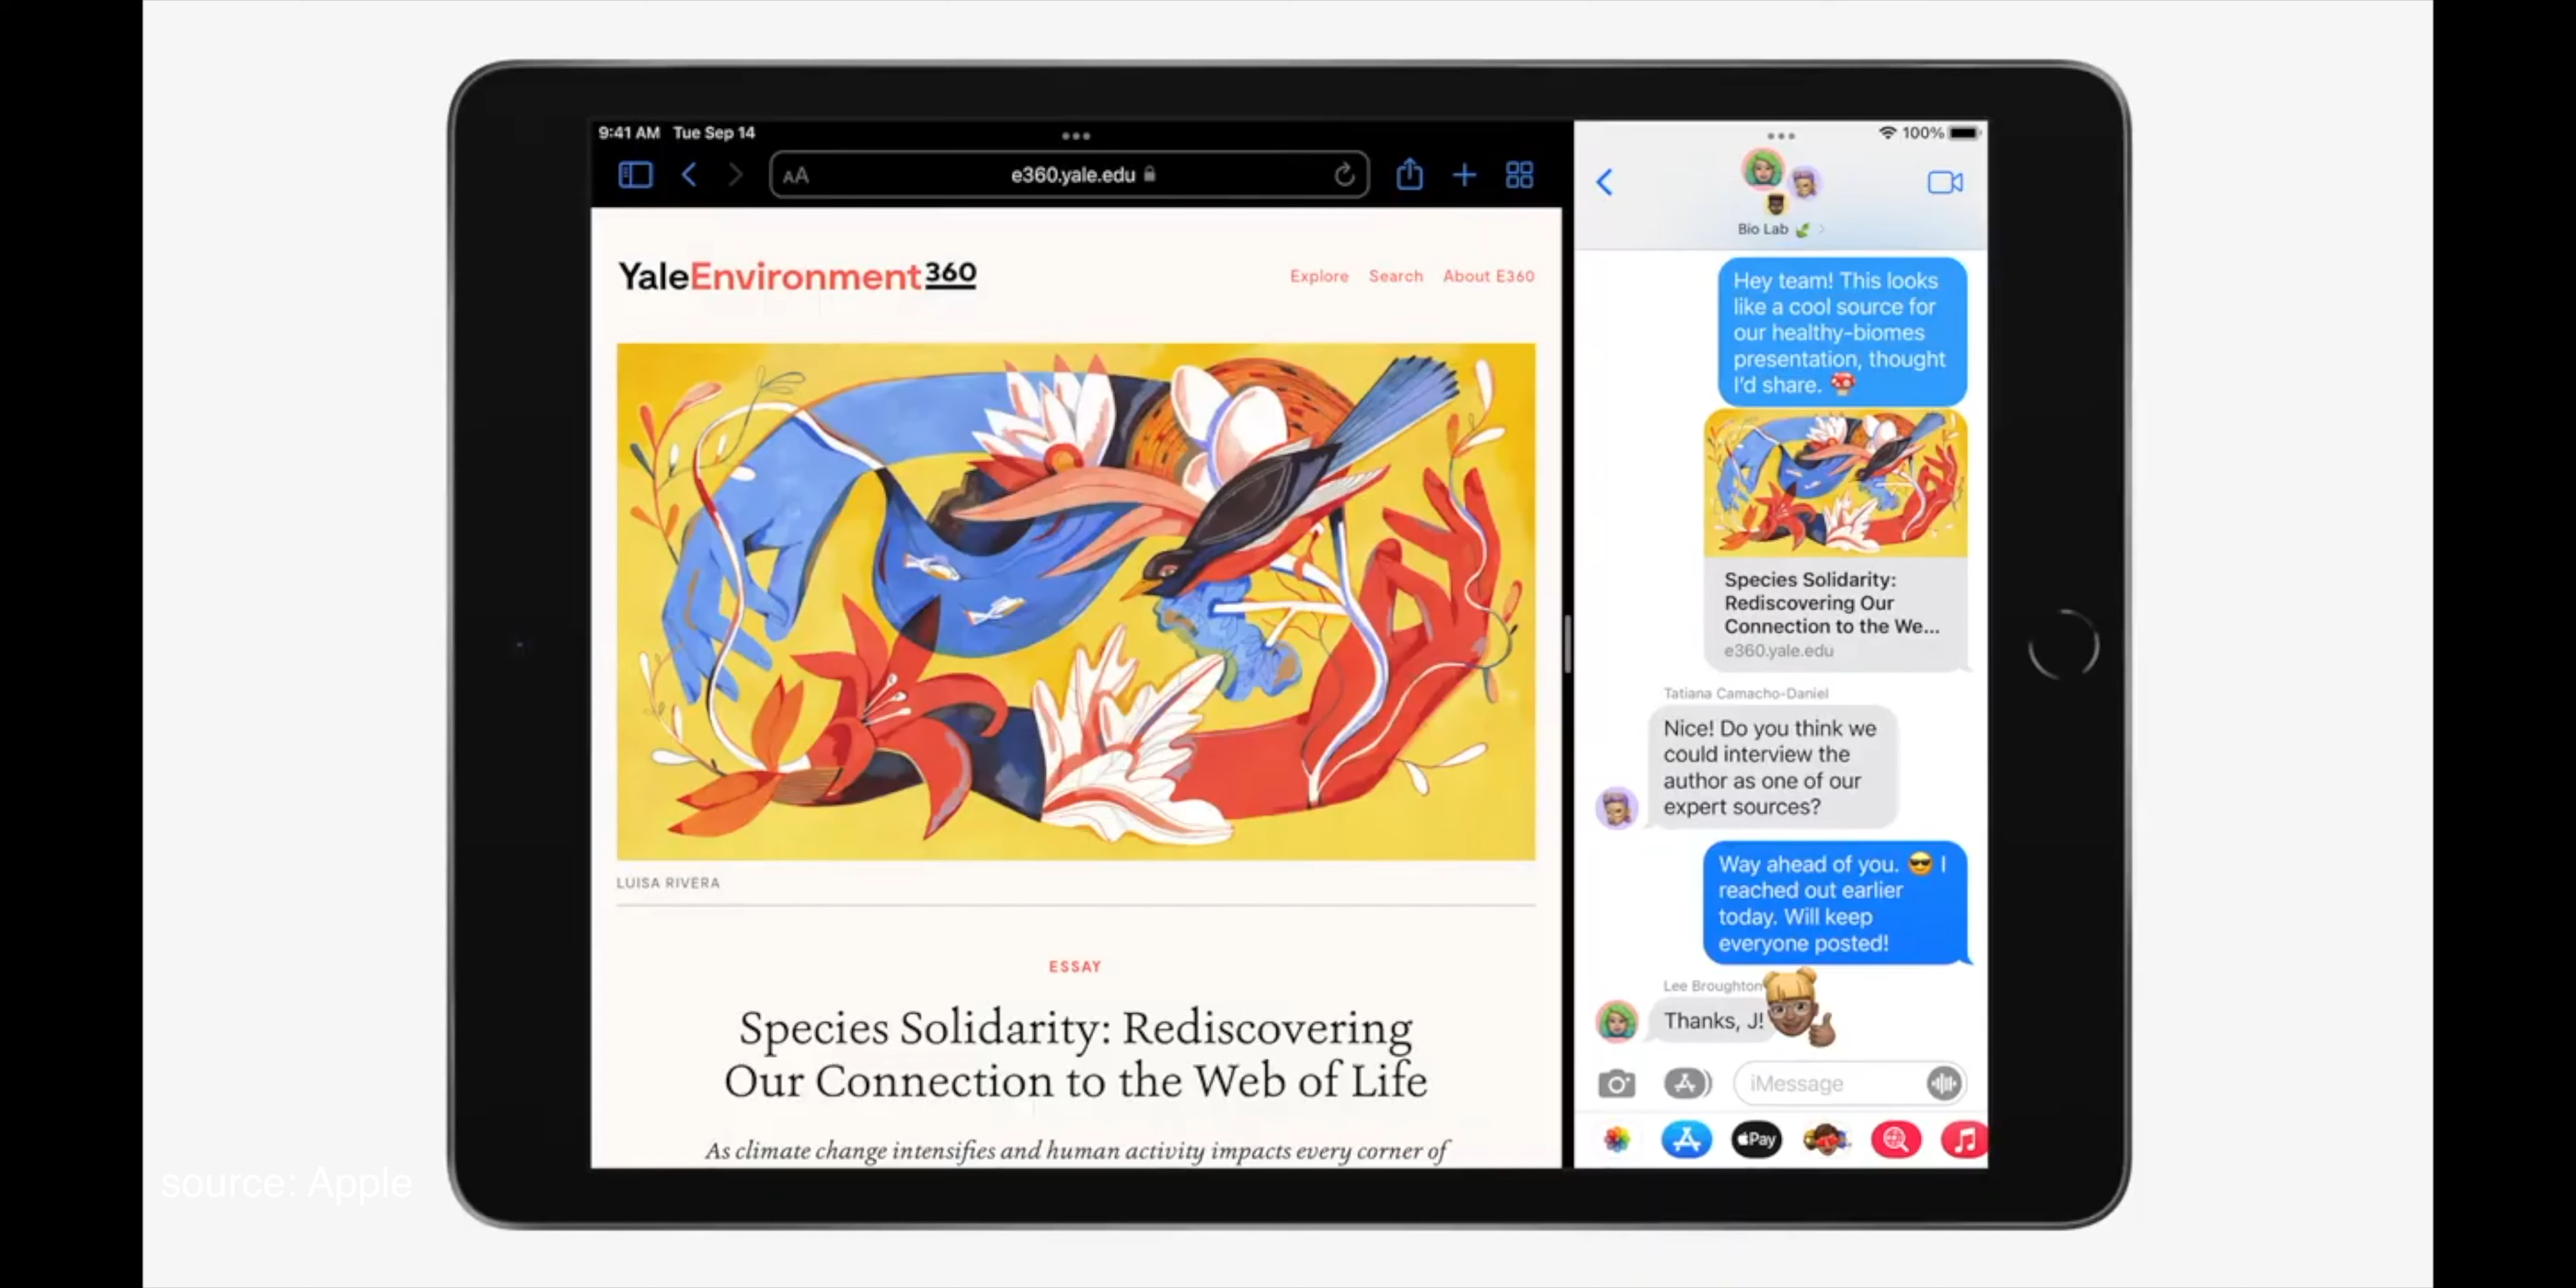 9:41 AM Tue Sep 14
AA
e360.yale.edu
YaleEnvironment360
Explore Search About E360
LUISA RIVERA
ESSAY
Species Solidarity: Rediscovering
Our Connection to the Web of Life
As climate change intensifies and human activity impacts every corner of
100%
Bio Lab
Hey team! This looks
like a cool source for
our healthy-biomes
presentation, thought
I'd share.
Species Solidarity:
Rediscovering Our
Connection to the We...
e360.yale.edu
Tatiana Camacho-Daniel
Nice! Do you think we
could interview the
author as one of our
expert sources?
Way ahead of you. 😎 I
reached out earlier
today. Will keep
everyone posted!
Lee Broughton
Thanks, J!
iMessage
Pay
source: Apple